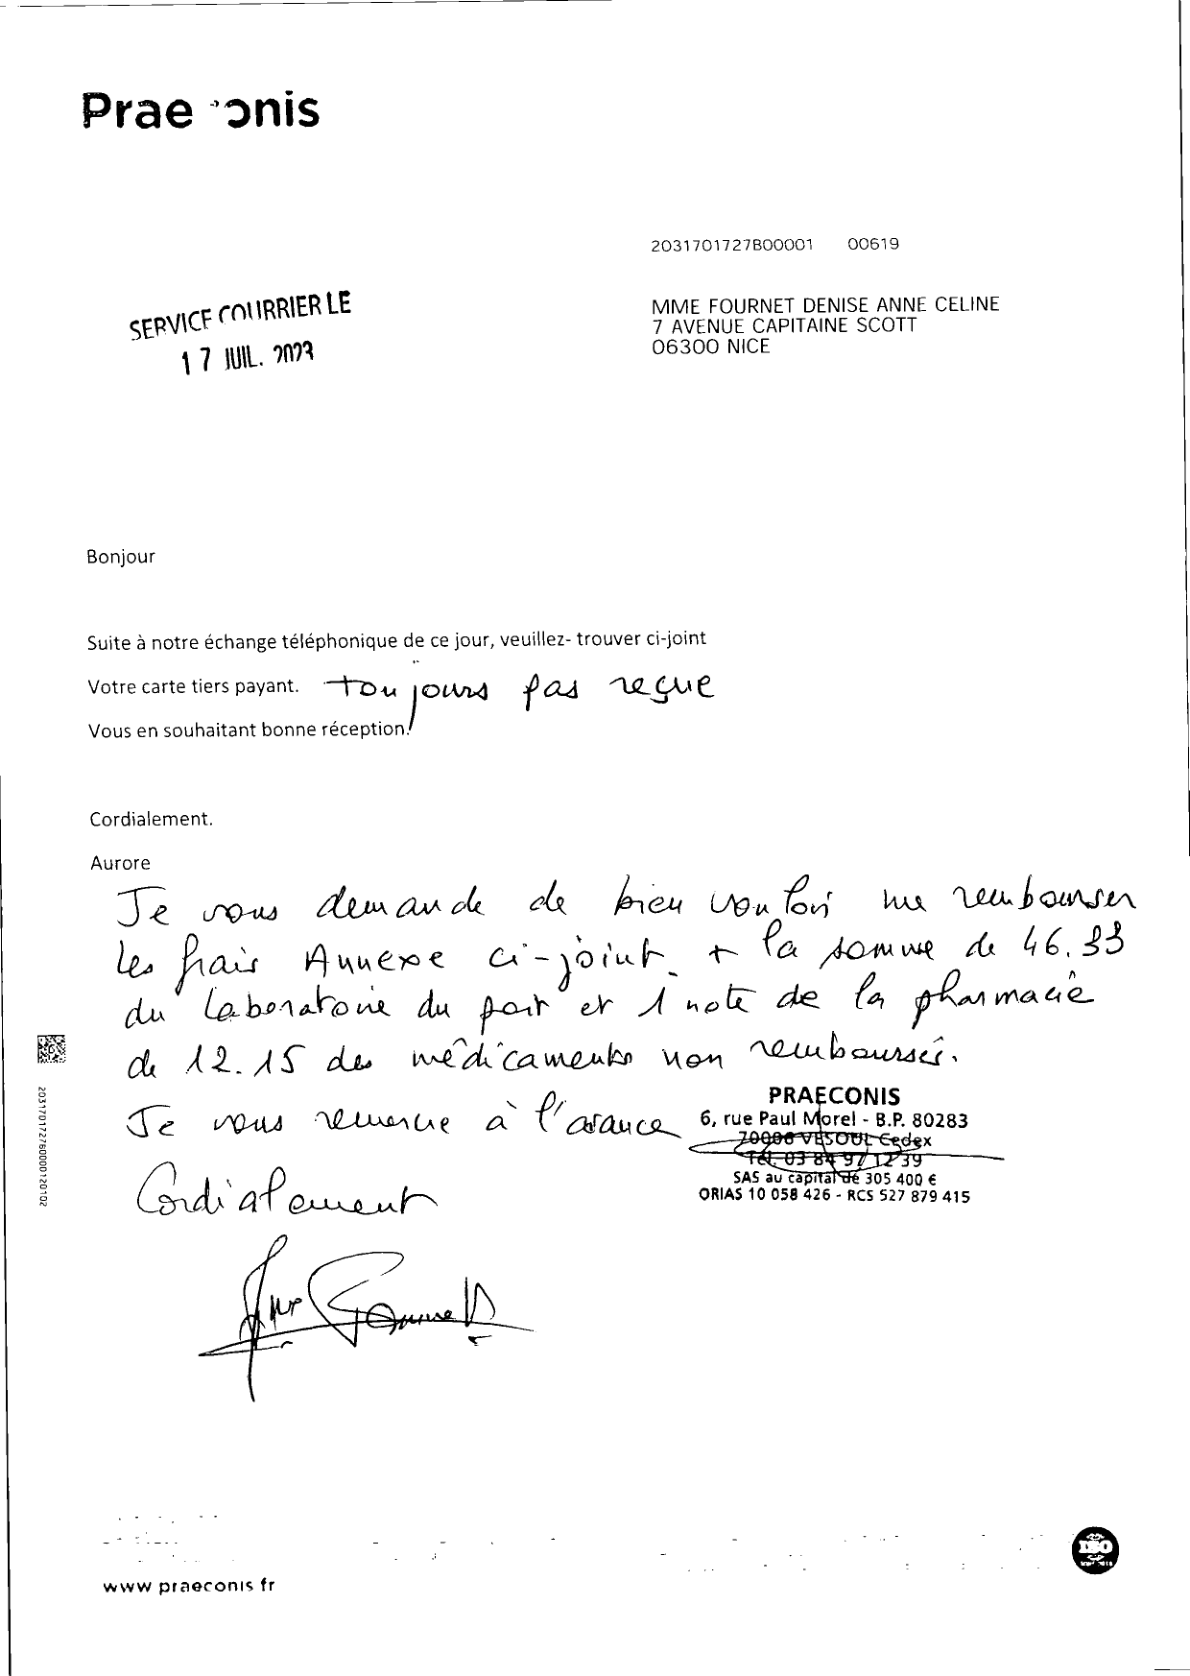 Praeconis
2031701727B00001 00619
SERVICE COURRIER LE
17 JUIL. 2023
MME FOURNET DENISE ANNE CELINE
7 AVENUE CAPITAINE SCOTT
06300 NICE
Bonjour
Suite à notre échange téléphonique de ce jour, veuillez- trouver ci-joint
Votre carte tiers payant. toujours pas reçue
Vous en souhaitant bonne réception.
Cordialement.
Aurore
Je vous demande de bien vouloir me rembourser
les frais Annexe ci-joint. + la somme de 46.33
du Laboratoire du port et 1 note de la pharmacie
de 12.15 des médicaments non remboursés.
Je vous remercie à l'avance
Cordialement
PRAECONIS
6, rue Paul Morel - B.P. 80283
70006 VESOUL Cedex
Tél. 03 84 97 12 39
SAS au capital de 305 400 €
ORIAS 10 058 426 - RCS 527 879 415
ISO
www praeconis fr